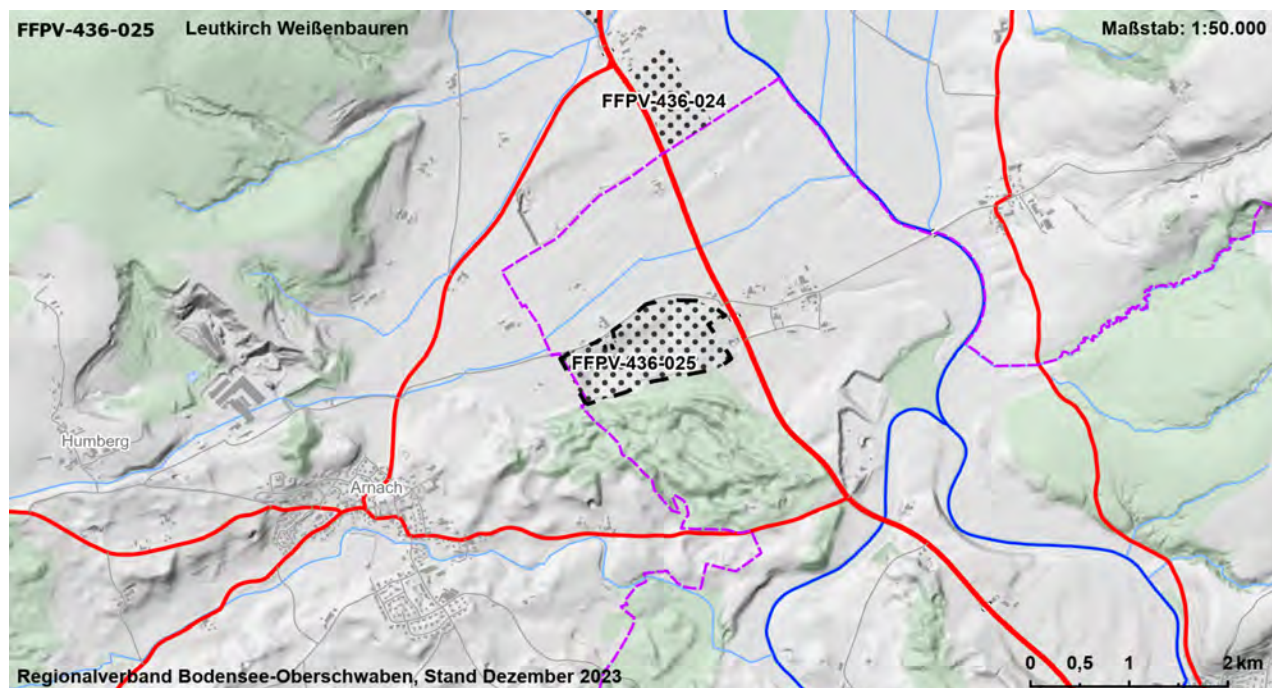 FFPV-436-025 Leutkirch Weißenbauren Maßstab: 1:50.000
FFPV-436-024
FFPV-436-025
Humberg
Arnach
0 0,5 1 2 km
Regionalverband Bodensee-Oberschwaben, Stand Dezember 2023